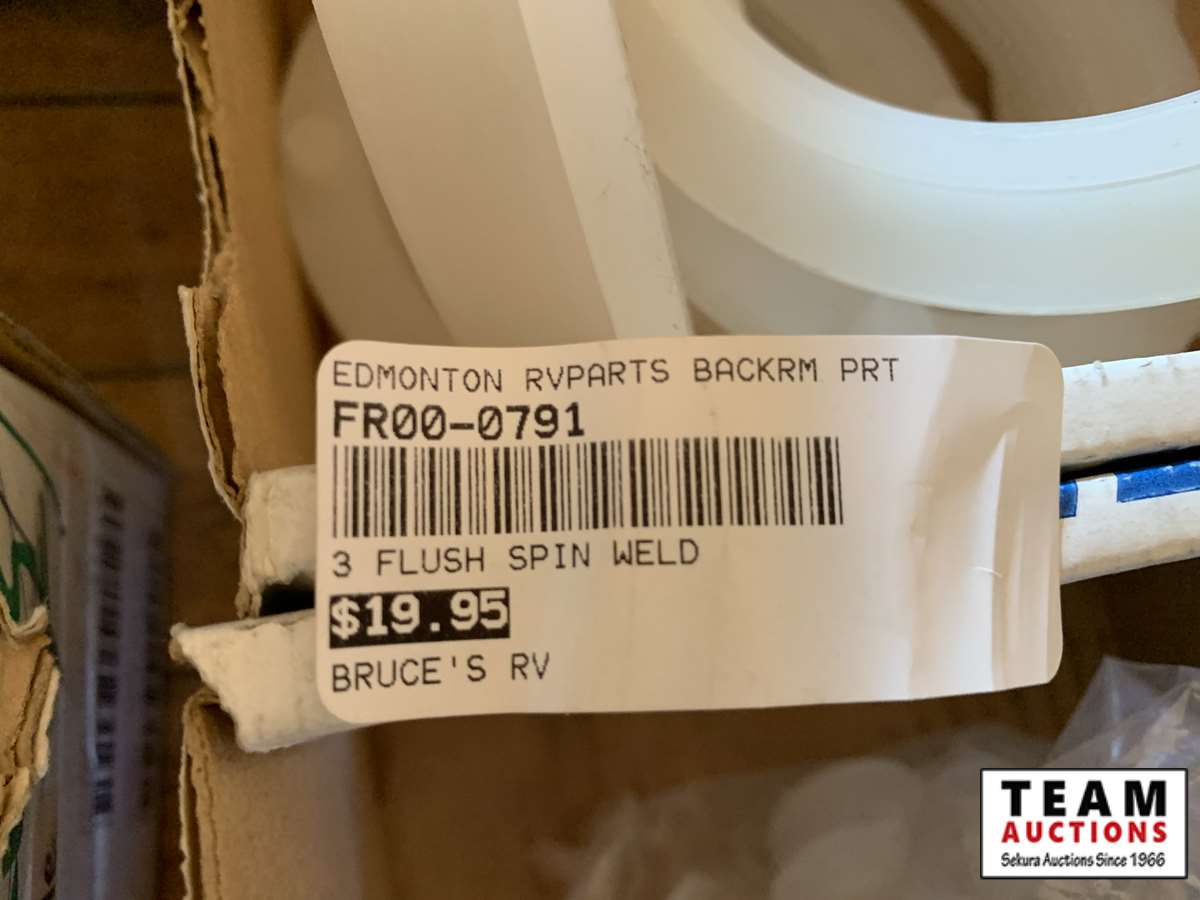 EDMONTON RVPARTS BACKRM PRT
FR00-0791
3 FLUSH SPIN WELD
$19.95
BRUCE'S RV
TEAM
AUCTIONS
Sekura Auctions Since 1966